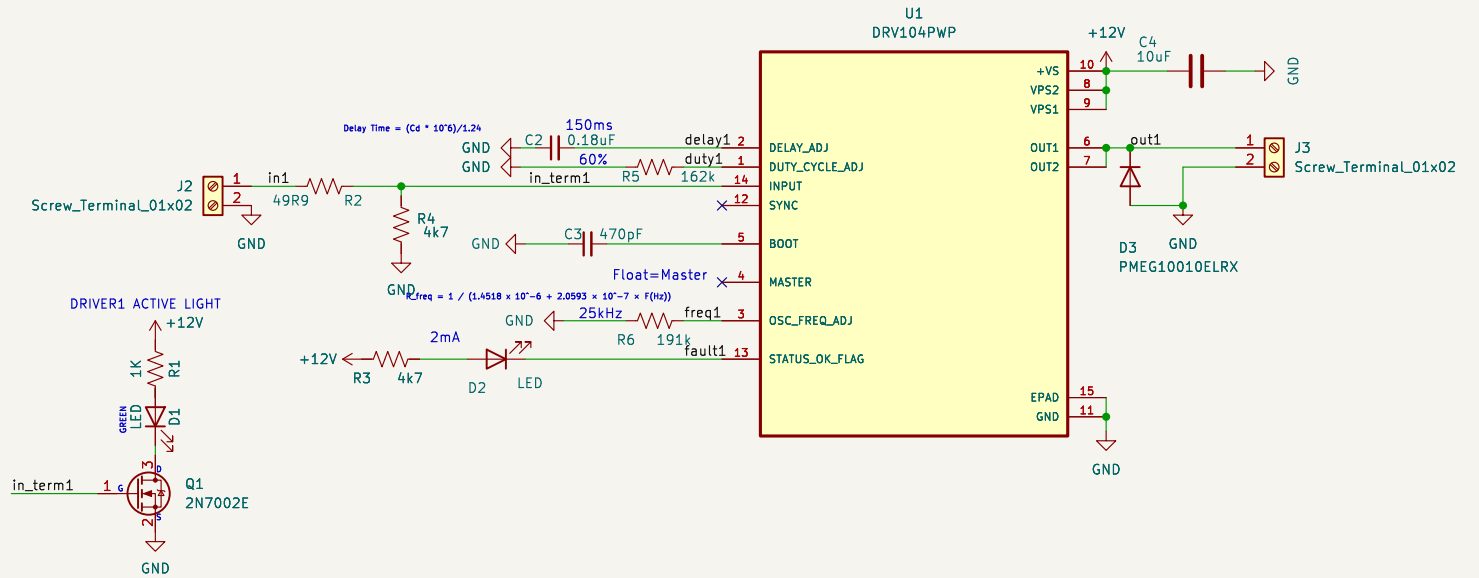 U1
DRV104PWP
+12V
C4
10uF
GND
+VS
10
VPS2
8
VPS1
9
Delay Time = (Cd * 10^6)/1.24
150ms
GND
C2
0.18uF
delay1
2
DELAY_ADJ
GND
60%
R5
162k
duty1
1
DUTY_CYCLE_ADJ
in_term1
14
INPUT
12
SYNC
OUT1
6
out1
OUT2
7
1
2
J3
Screw_Terminal_01x02
J2
Screw_Terminal_01x02
1
2
in1
49R9
R2
GND
R4
4k7
GND
GND
C3
470pF
5
BOOT
D3
PMEG10010ELRX
GND
Float=Master
4
MASTER
R_freq = 1 / (1.4518 x 10^-6 + 2.0593 × 10^-7 × F(Hz))
GND
25kHz
R6
191k
freq1
3
OSC_FREQ_ADJ
+12V
R3
4k7
2mA
D2
LED
fault1
13
STATUS_OK_FLAG
EPAD
15
GND
11
GND
DRIVER1 ACTIVE LIGHT
+12V
1K
R1
GREEN
LED
D1
in_term1
1
G
3
D
2
S
Q1
2N7002E
GND